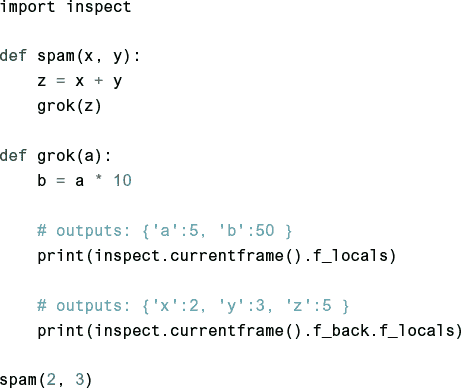 import inspect
def spam(x, y):
    z = x + y
    grok(z)
def grok(a):
    b = a * 10
    # outputs: {'a':5, 'b':50 }
    print(inspect.currentframe().f_locals)
    # outputs: {'x':2, 'y':3, 'z':5 }
    print(inspect.currentframe().f_back.f_locals)
spam(2, 3)